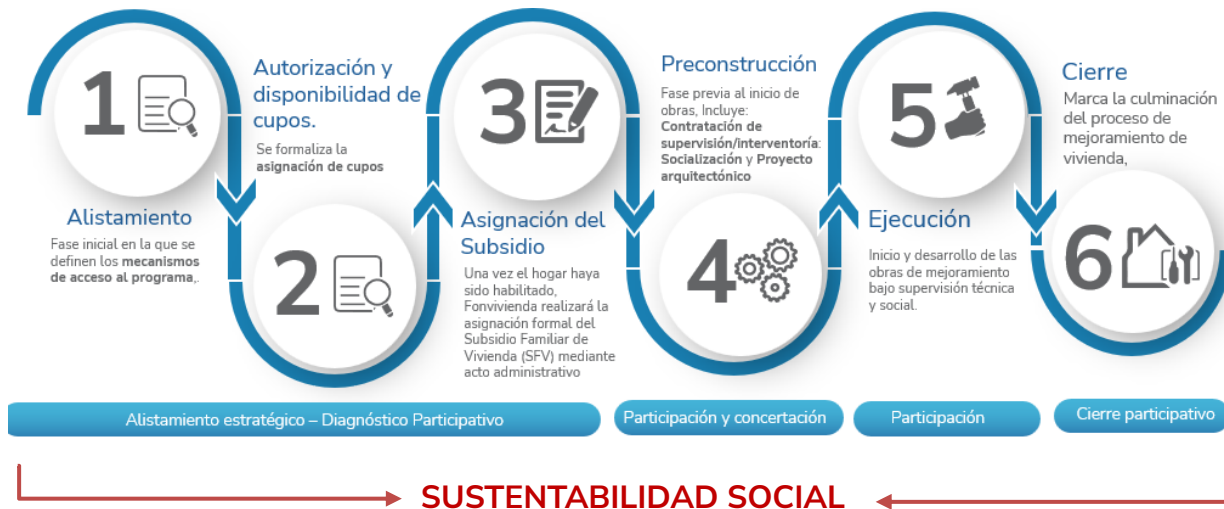 1
Alistamiento
Fase inicial en la que se
definen los mecanismos
de acceso al programa,.
Autorización y
disponibilidad de
cupos.
Se formaliza la
asignación de cupos
2
3
Asignación del
Subsidio
Una vez el hogar haya
sido habilitado,
Fonvivienda realizará la
asignación formal del
Subsidio Familiar de
Vivienda (SFV) mediante
acto administrativo
Preconstrucción
Fase previa al inicio de
obras, Incluye:
Contratación de
supervisión/interventoría:
Socialización y Proyecto
arquitectónico
4
5
Ejecución
Inicio y desarrollo de las
obras de mejoramiento
bajo supervisión técnica
y social.
Cierre
Marca la culminación
del proceso de
mejoramiento de
vivienda,
6
Alistamiento estratégico – Diagnóstico Participativo
Participación y concertación
Participación
Cierre participativo
SUSTENTABILIDAD SOCIAL